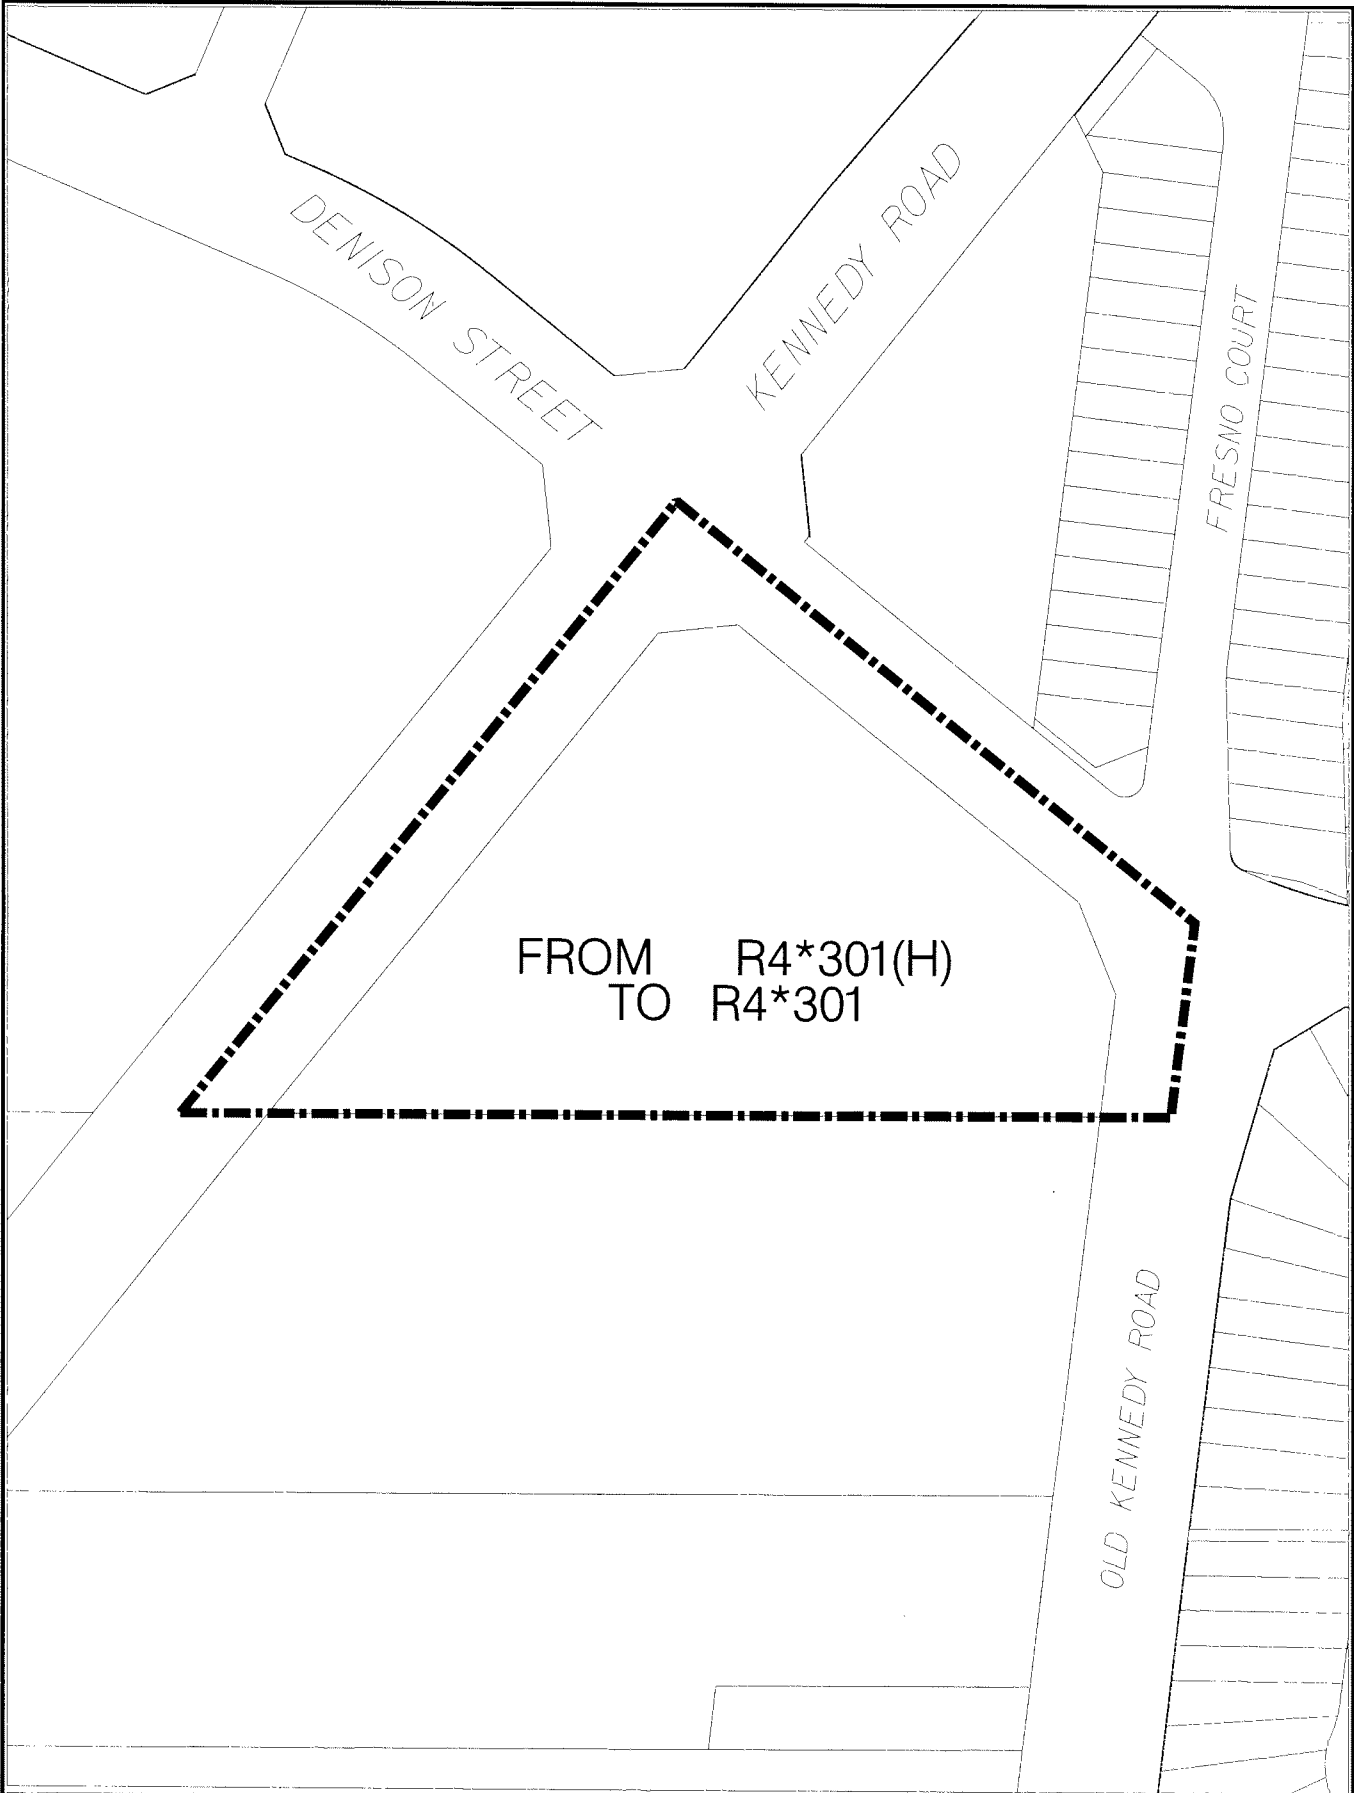 DENISON STREET
KENNEDY ROAD
FRESNO COURT
FROM R4*301(H)
TO R4*301
OLD KENNEDY ROAD